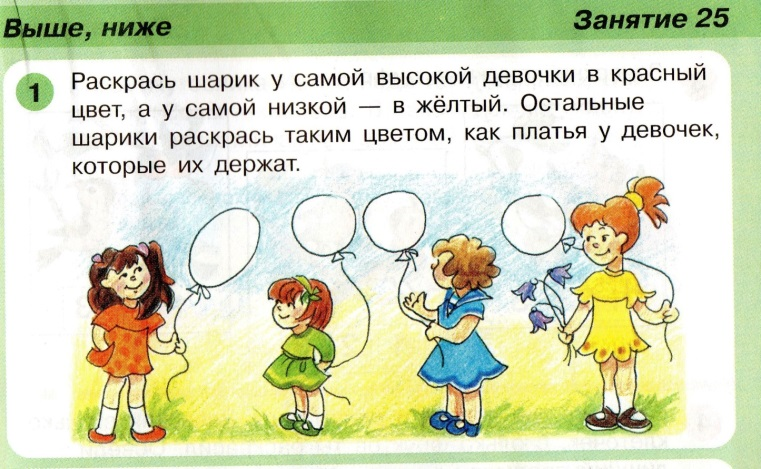 Выше, ниже
Занятие 25
1
Раскрась шарик у самой высокой девочки в красный
цвет, а у самой низкой — в жёлтый. Остальные
шарики раскрась таким цветом, как платья у девочек,
которые их держат.